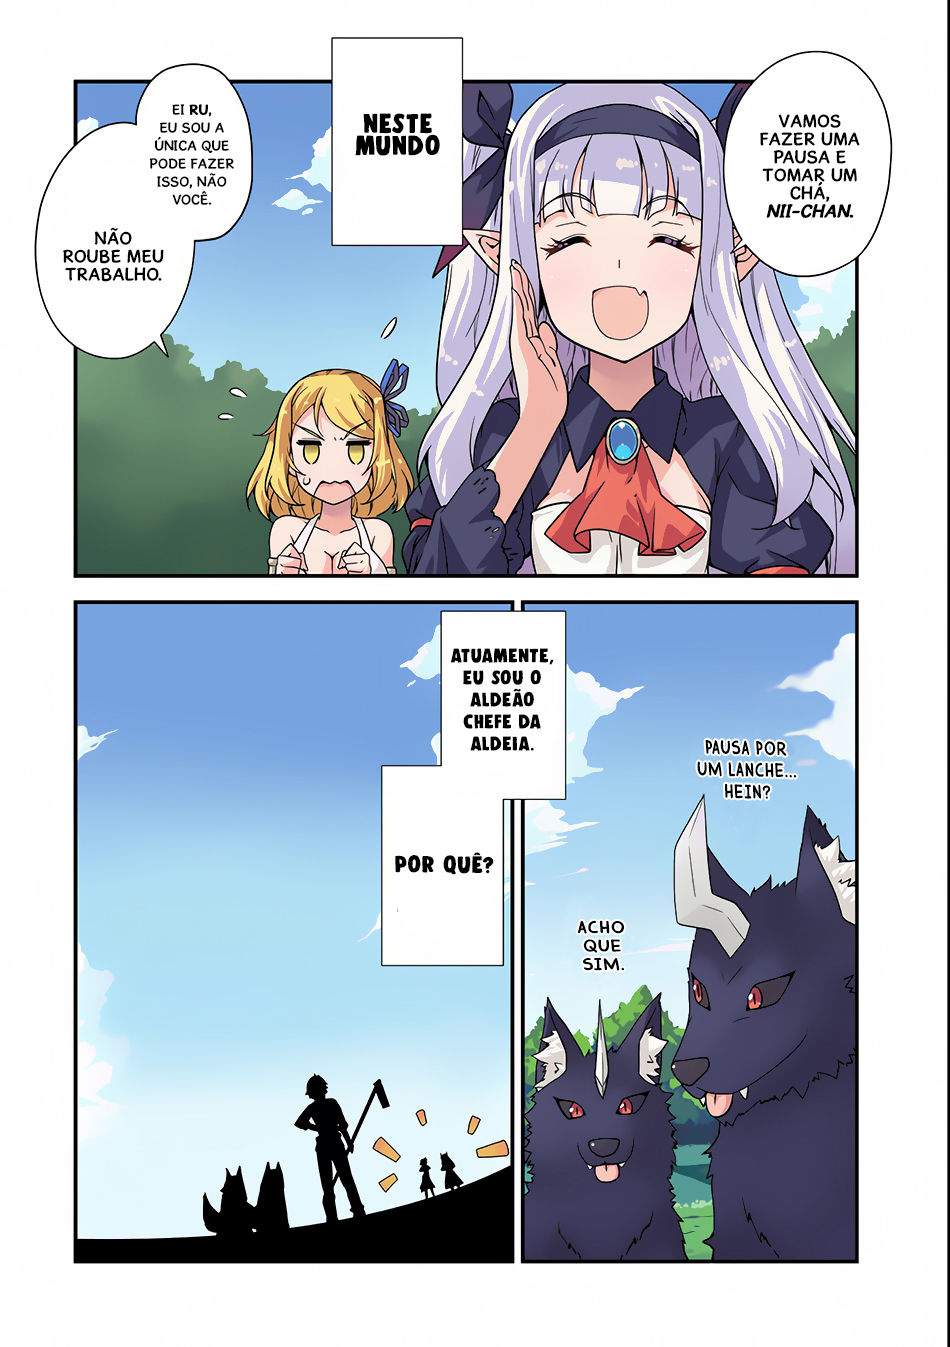 VAMOS
FAZER UMA
PAUSA E
TOMAR UM
CHÁ,
NII-CHAN.
NESTE
MUNDO
EI RU,
EU SOU A
ÚNICA QUE
PODE FAZER
ISSO, NÃO
VOCÊ.
NÃO
ROUBE MEU
TRABALHO.
PAUSA POR
UM LANCHE...
HEIN?
ACHO
QUE
SIM.
ATUAMENTE,
EU SOU O
ALDEÃO
CHEFE DA
ALDEIA.
POR QUÊ?